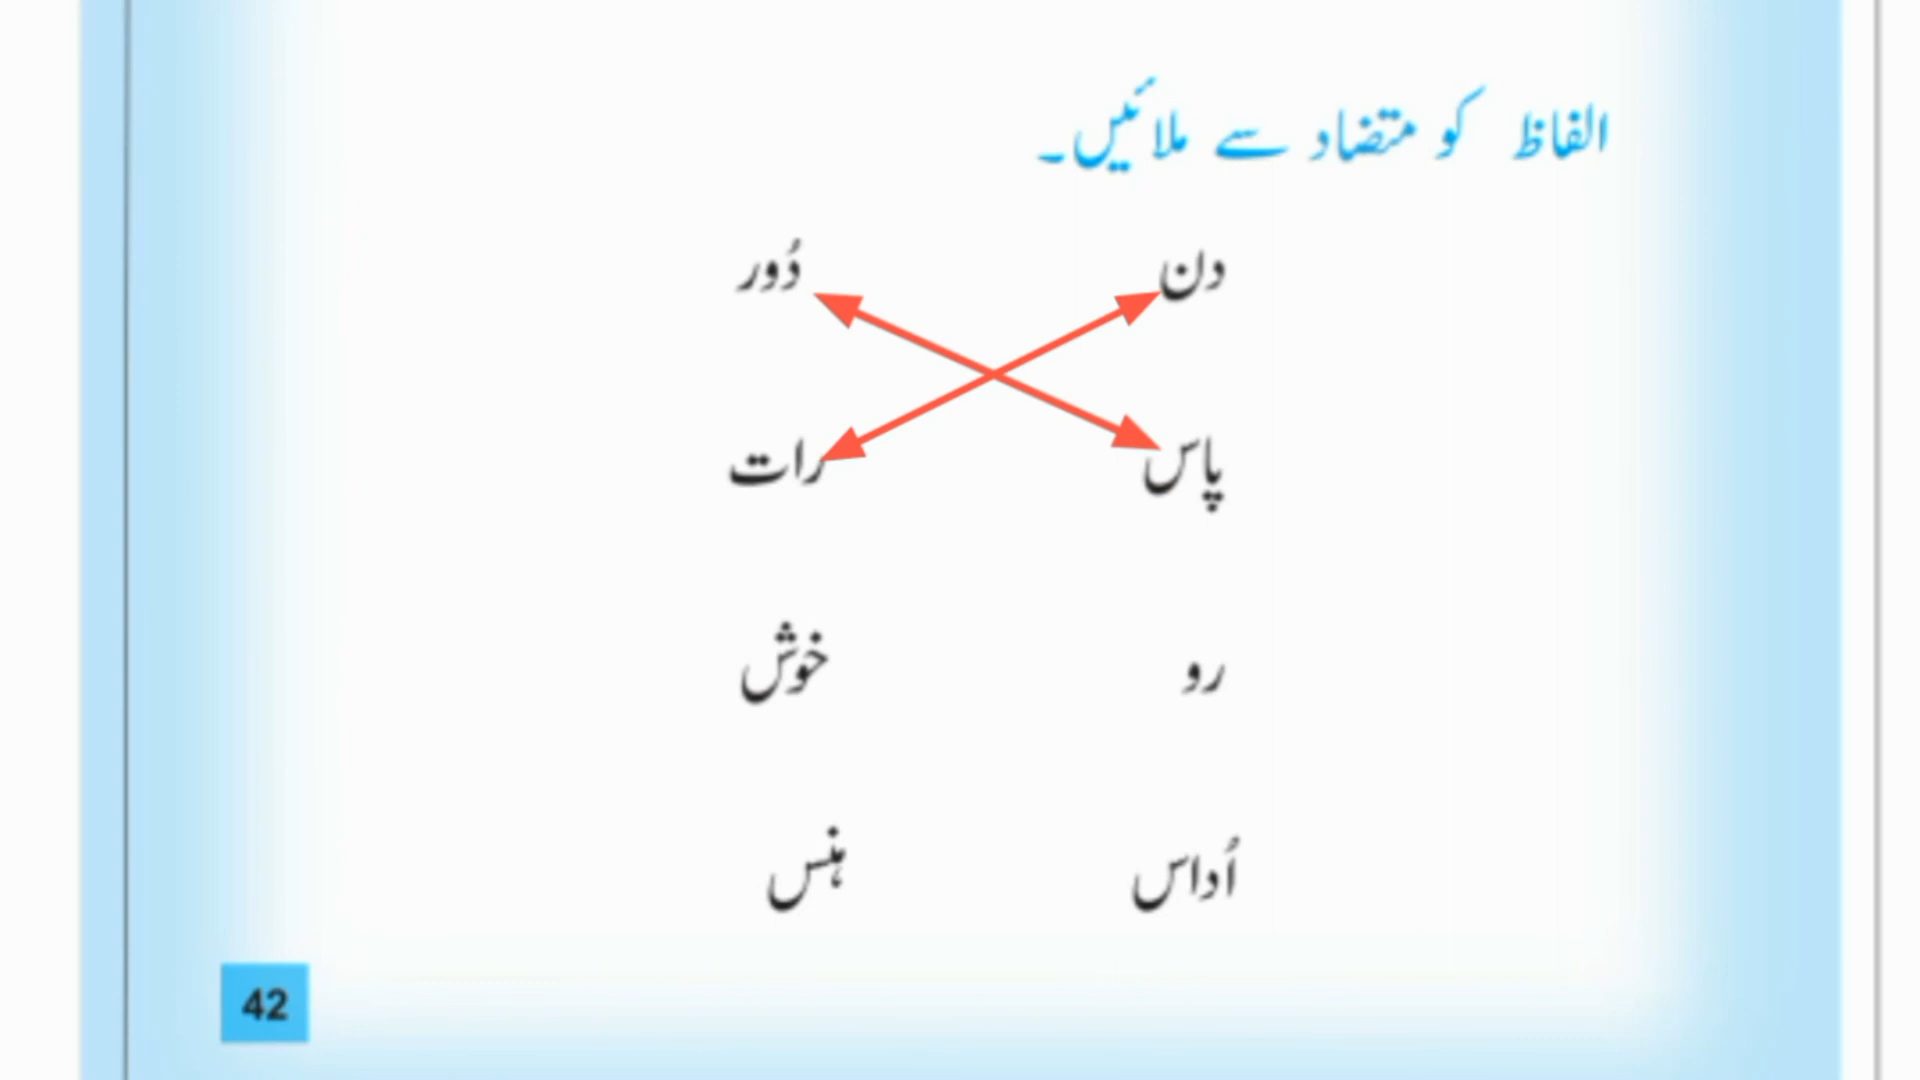 الفاظ کو متضاد سے ملائیں۔
دن دُور
پاس رات
رو خوش
اُداس ہنس
42